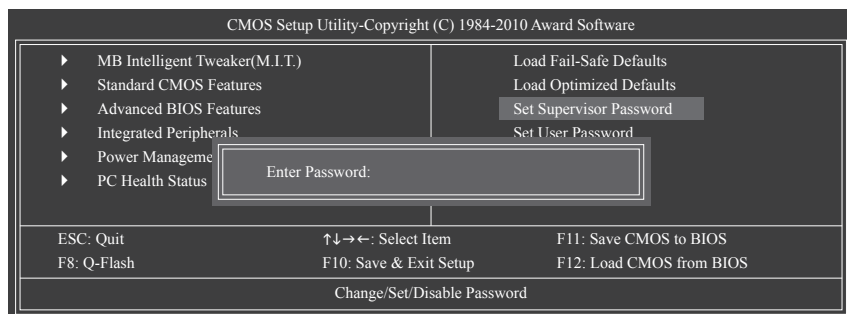 CMOS Setup Utility-Copyright (C) 1984-2010 Award Software
MB Intelligent Tweaker(M.I.T.)
Standard CMOS Features
Advanced BIOS Features
Integrated Peripherals
Power Manageme
PC Health Status
Load Fail-Safe Defaults
Load Optimized Defaults
Set Supervisor Password
Set User Password
Enter Password:
ESC: Quit
↑↓→←: Select Item
F11: Save CMOS to BIOS
F8: Q-Flash
F10: Save & Exit Setup
F12: Load CMOS from BIOS
Change/Set/Disable Password